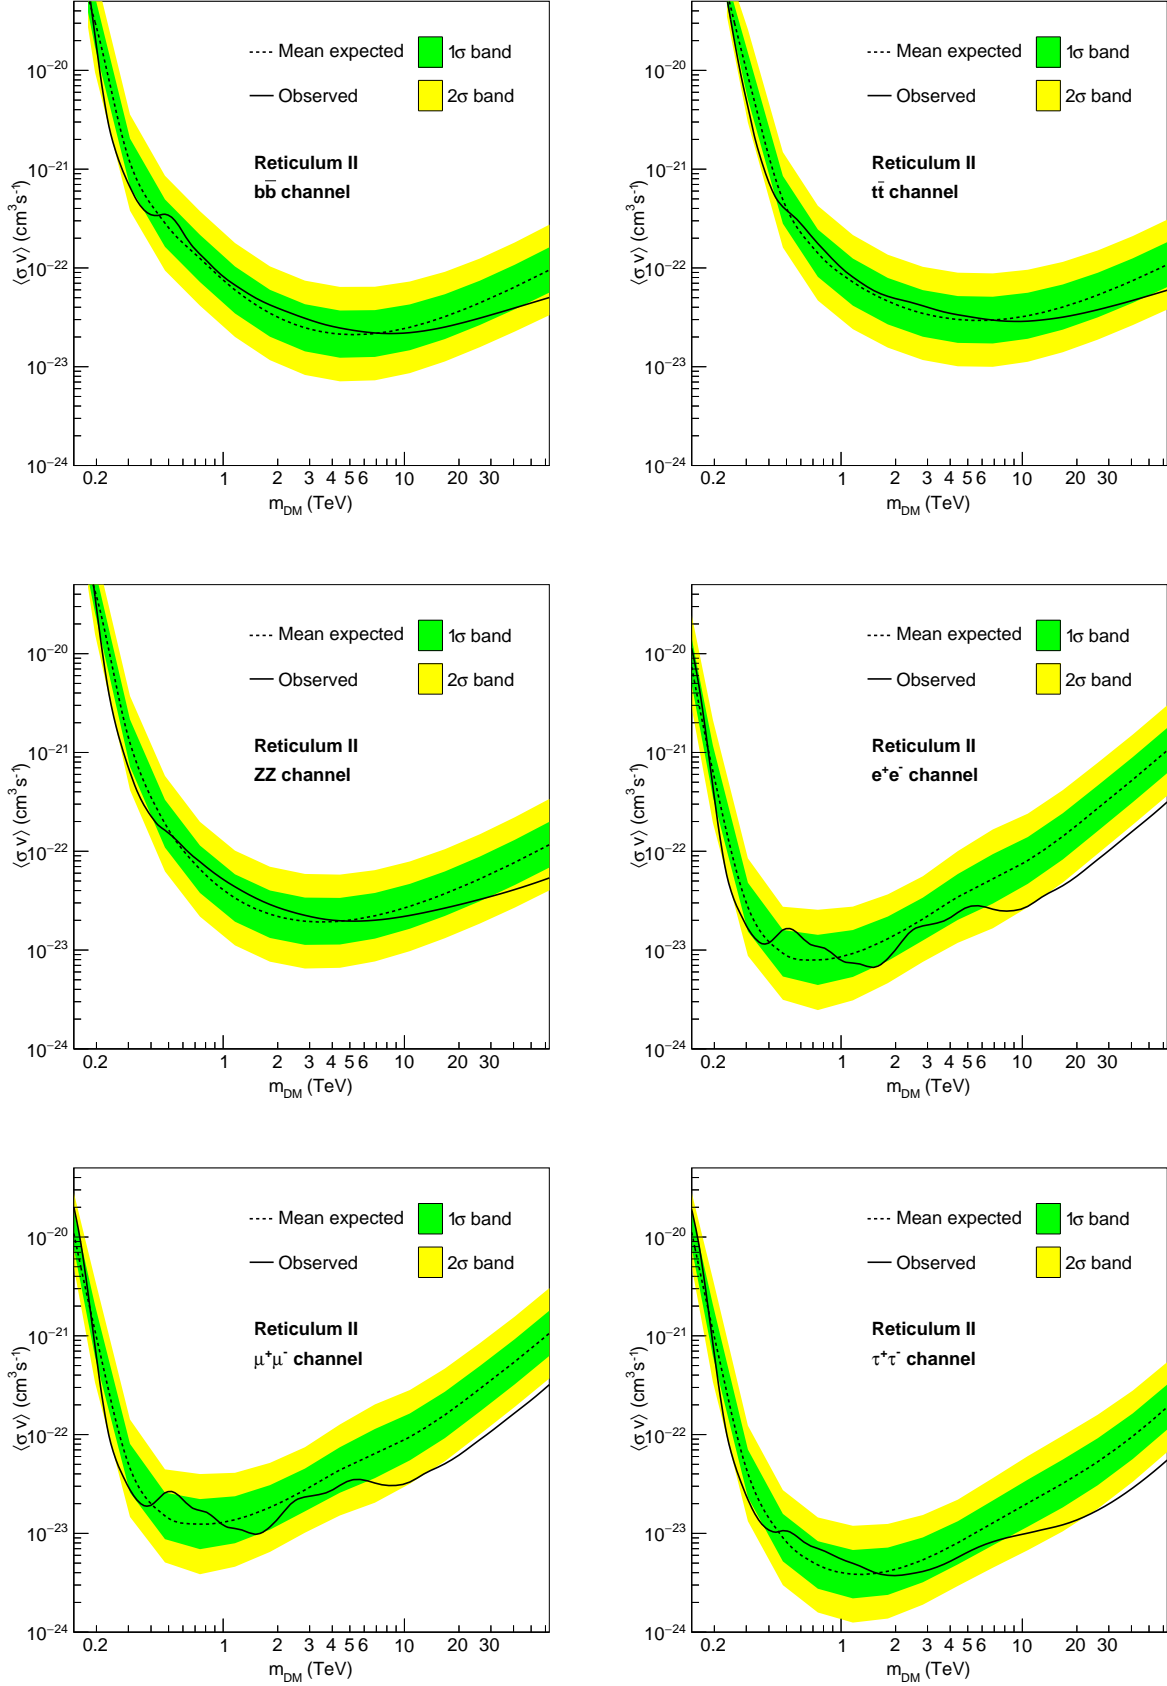 10⁻²⁰
10⁻²¹
10⁻²²
10⁻²³
10⁻²⁴
⟨σ v⟩ (cm³s⁻¹)
Mean expected
1σ band
Observed
2σ band
Reticulum II
bb̅ channel
0.2 1 2 3 4 5 6 10 20 30
m_DM (TeV)
10⁻²⁰
10⁻²¹
10⁻²²
10⁻²³
10⁻²⁴
⟨σ v⟩ (cm³s⁻¹)
Mean expected
1σ band
Observed
2σ band
Reticulum II
tt̅ channel
0.2 1 2 3 4 5 6 10 20 30
m_DM (TeV)
10⁻²⁰
10⁻²¹
10⁻²²
10⁻²³
10⁻²⁴
⟨σ v⟩ (cm³s⁻¹)
Mean expected
1σ band
Observed
2σ band
Reticulum II
ZZ channel
0.2 1 2 3 4 5 6 10 20 30
m_DM (TeV)
10⁻²⁰
10⁻²¹
10⁻²²
10⁻²³
10⁻²⁴
⟨σ v⟩ (cm³s⁻¹)
Mean expected
1σ band
Observed
2σ band
Reticulum II
e⁺e⁻ channel
0.2 1 2 3 4 5 6 10 20 30
m_DM (TeV)
10⁻²⁰
10⁻²¹
10⁻²²
10⁻²³
10⁻²⁴
⟨σ v⟩ (cm³s⁻¹)
Mean expected
1σ band
Observed
2σ band
Reticulum II
μ⁺μ⁻ channel
0.2 1 2 3 4 5 6 10 20 30
m_DM (TeV)
10⁻²⁰
10⁻²¹
10⁻²²
10⁻²³
10⁻²⁴
⟨σ v⟩ (cm³s⁻¹)
Mean expected
1σ band
Observed
2σ band
Reticulum II
τ⁺τ⁻ channel
0.2 1 2 3 4 5 6 10 20 30
m_DM (TeV)